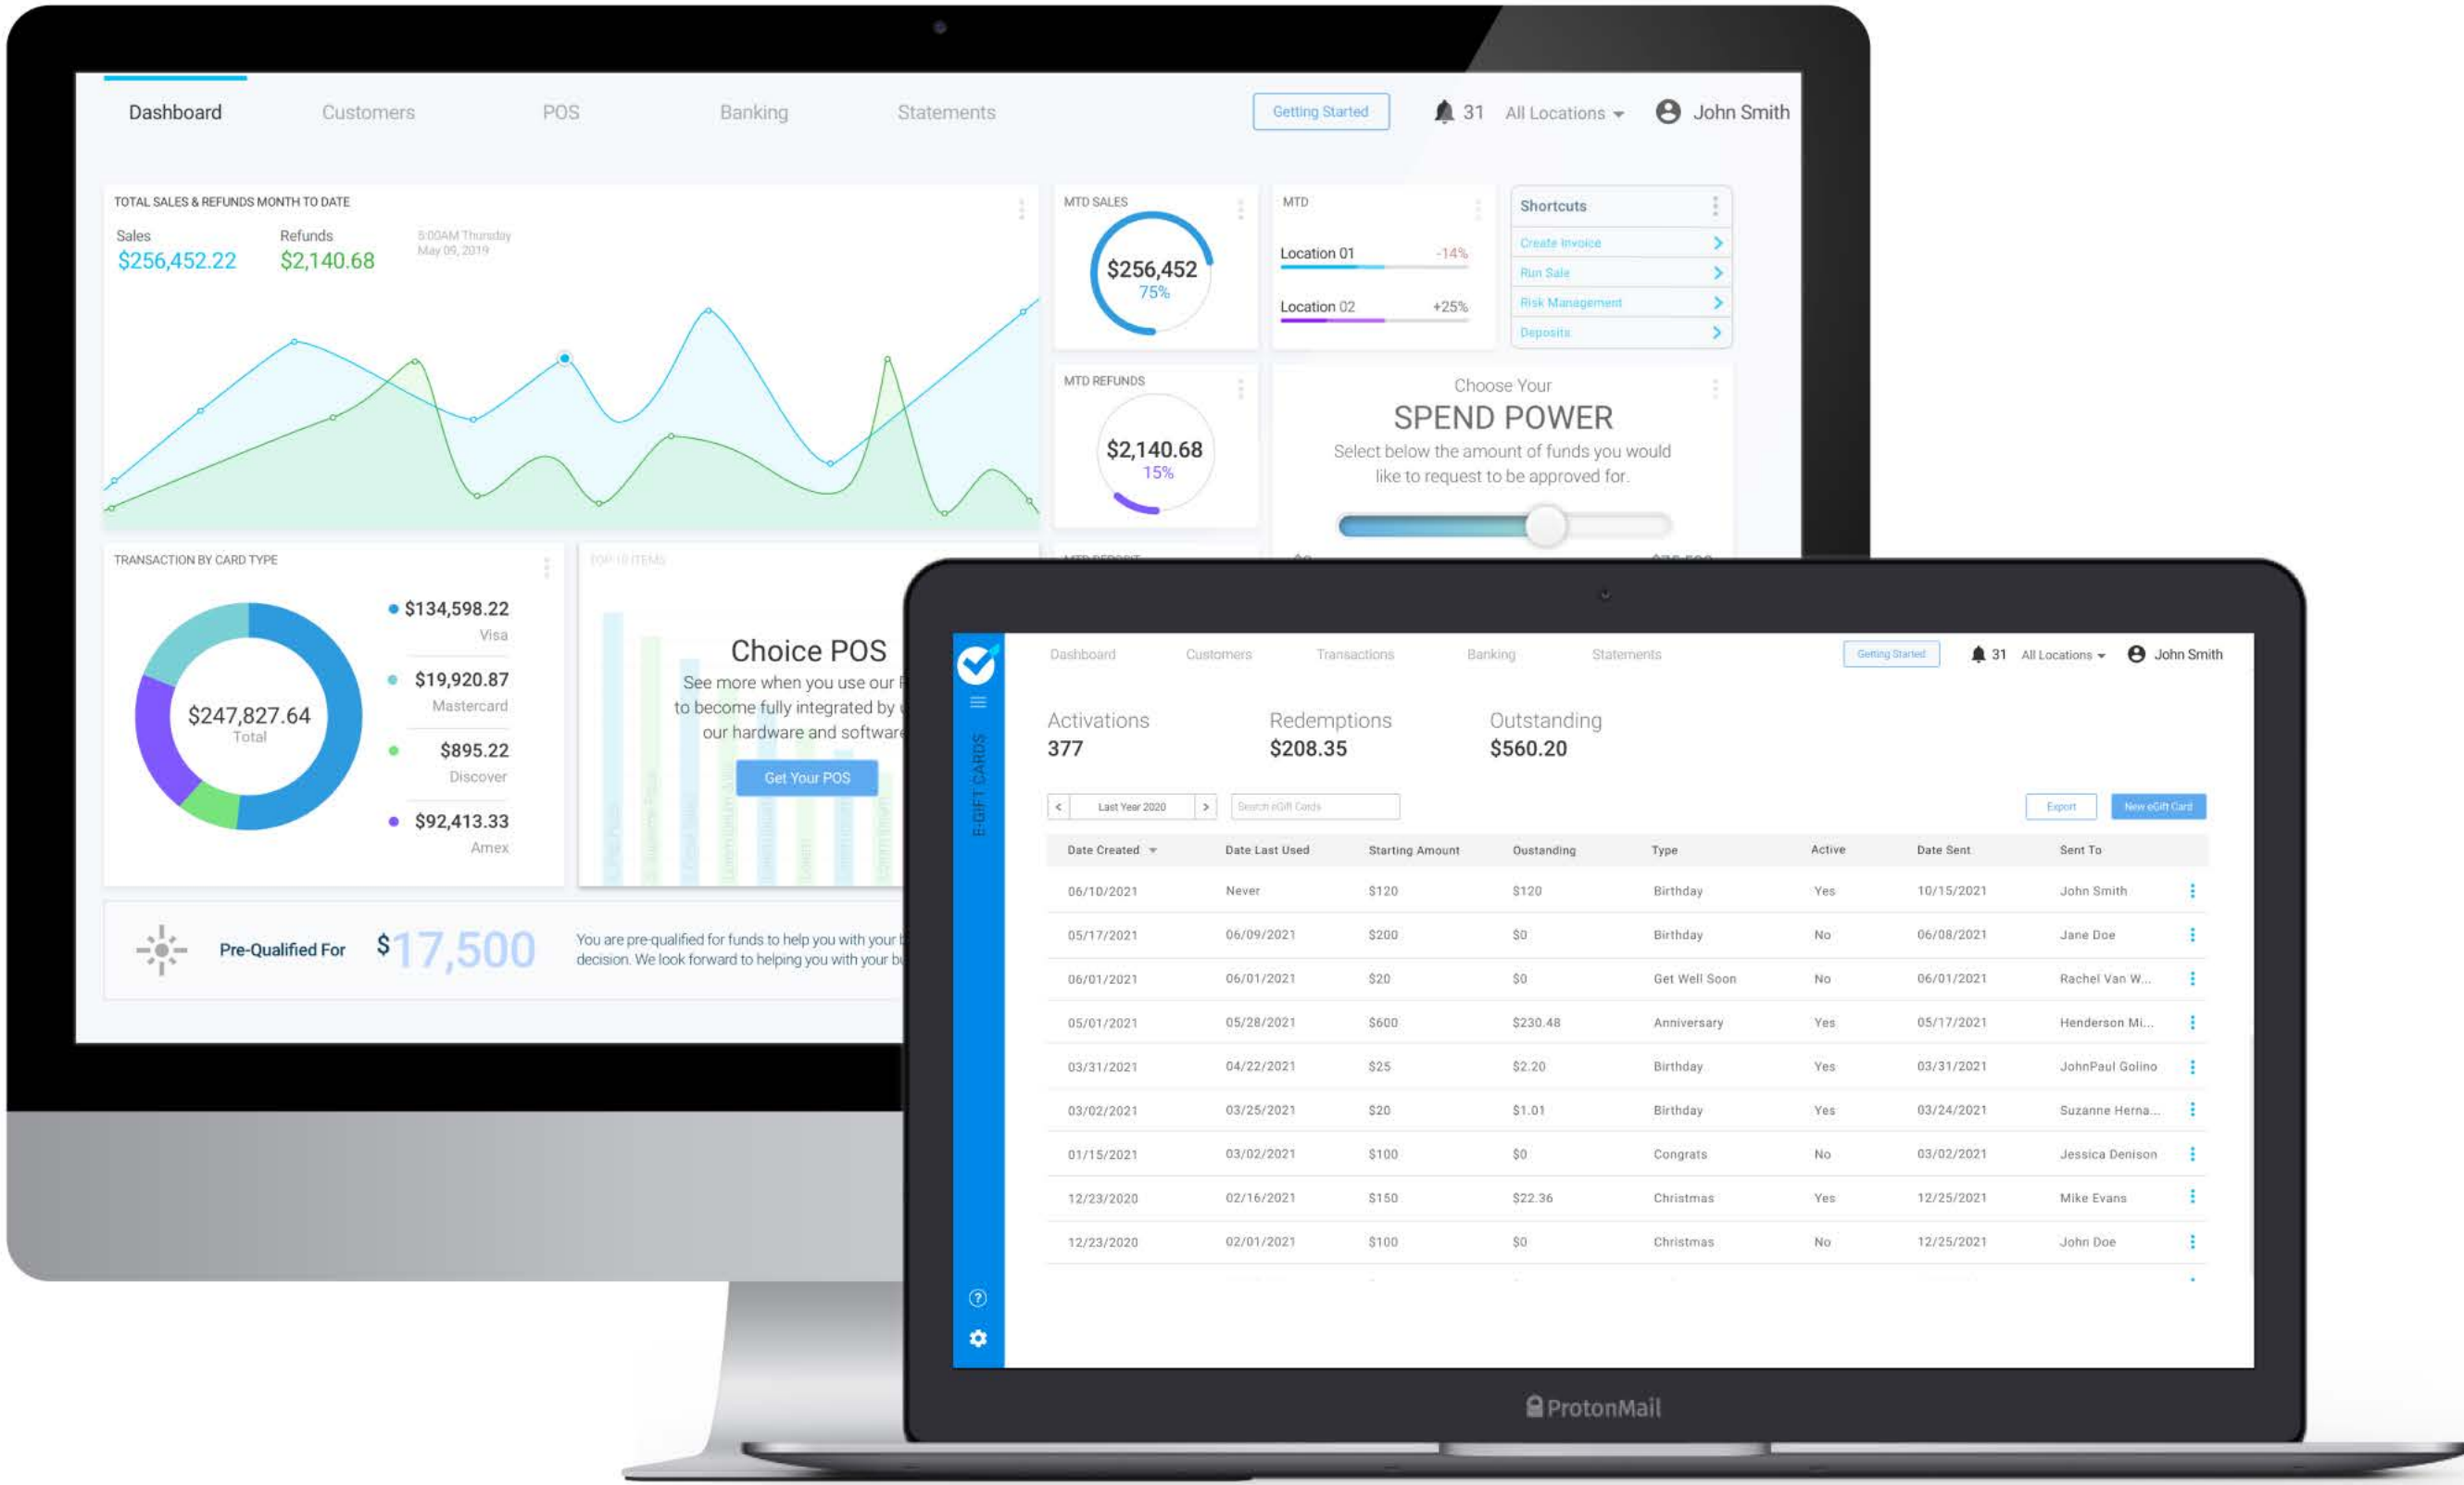 Dashboard
Customers
POS
Banking
Statements
Getting Started
31
All Locations
John Smith
TOTAL SALES & REFUNDS MONTH TO DATE
Sales
$256,452.22
Refunds
$2,140.68
8:00AM Thursday
May 09, 2019
MTD SALES
$256,452
75%
MTD
Location 01
-14%
Location 02
+25%
Shortcuts
Create Invoice
Run Sale
Risk Management
Deposits
MTD REFUNDS
$2,140.68
15%
Choose Your
SPEND POWER
Select below the amount of funds you would
like to request to be approved for.
TRANSACTION BY CARD TYPE
$247,827.64
Total
$134,598.22
Visa
$19,920.87
Mastercard
$895.22
Discover
$92,413.33
Amex
TOP 10 ITEMS
Choice POS
See more when you use our
to become fully integrated by
our hardware and software
Get Your POS
MTD DEPOSIT
Pre-Qualified For
$17,500
You are pre-qualified for funds to help you with your
decision. We look forward to helping you with your
E-GIFT CARDS
Dashboard
Customers
Transactions
Banking
Statements
Getting Started
31
All Locations
John Smith
Activations
377
Redemptions
$208.35
Outstanding
$560.20
< Last Year 2020 >
Search eGift Cards
Export
New eGift Card
Date Created Date Last Used Starting Amount Oustanding Type Active Date Sent Sent To
06/10/2021 Never $120 $120 Birthday Yes 10/15/2021 John Smith
05/17/2021 06/09/2021 $200 $0 Birthday No 06/08/2021 Jane Doe
06/01/2021 06/01/2021 $20 $0 Get Well Soon No 06/01/2021 Rachel Van W...
05/01/2021 05/28/2021 $600 $230.48 Anniversary Yes 05/17/2021 Henderson Mi...
03/31/2021 04/22/2021 $25 $2.20 Birthday Yes 03/31/2021 JohnPaul Golino
03/02/2021 03/25/2021 $20 $1.01 Birthday Yes 03/24/2021 Suzanne Herna...
01/15/2021 03/02/2021 $100 $0 Congrats No 03/02/2021 Jessica Denison
12/23/2020 02/16/2021 $150 $22.36 Christmas Yes 12/25/2021 Mike Evans
12/23/2020 02/01/2021 $100 $0 Christmas No 12/25/2021 John Doe
?
ProtonMail